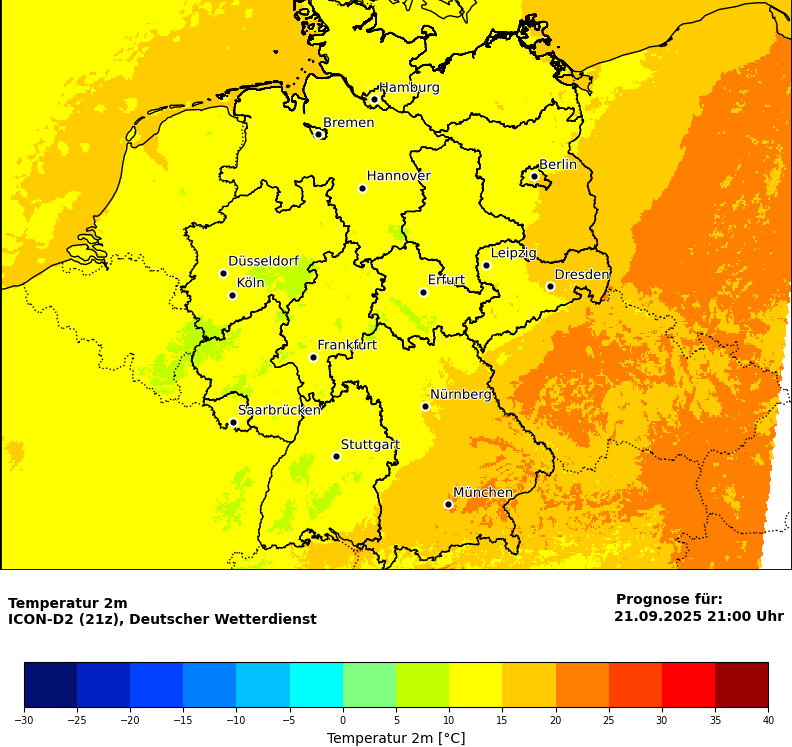 Hamburg
Bremen
Berlin
Hannover
Leipzig
Düsseldorf
Dresden
Köln
Erfurt
Frankfurt
Nürnberg
Saarbrücken
Stuttgart
München
Temperatur 2m
ICON-D2 (21z), Deutscher Wetterdienst
Prognose für:
21.09.2025 21:00 Uhr
−30 −25 −20 −15 −10 −5 0 5 10 15 20 25 30 35 40
Temperatur 2m [°C]